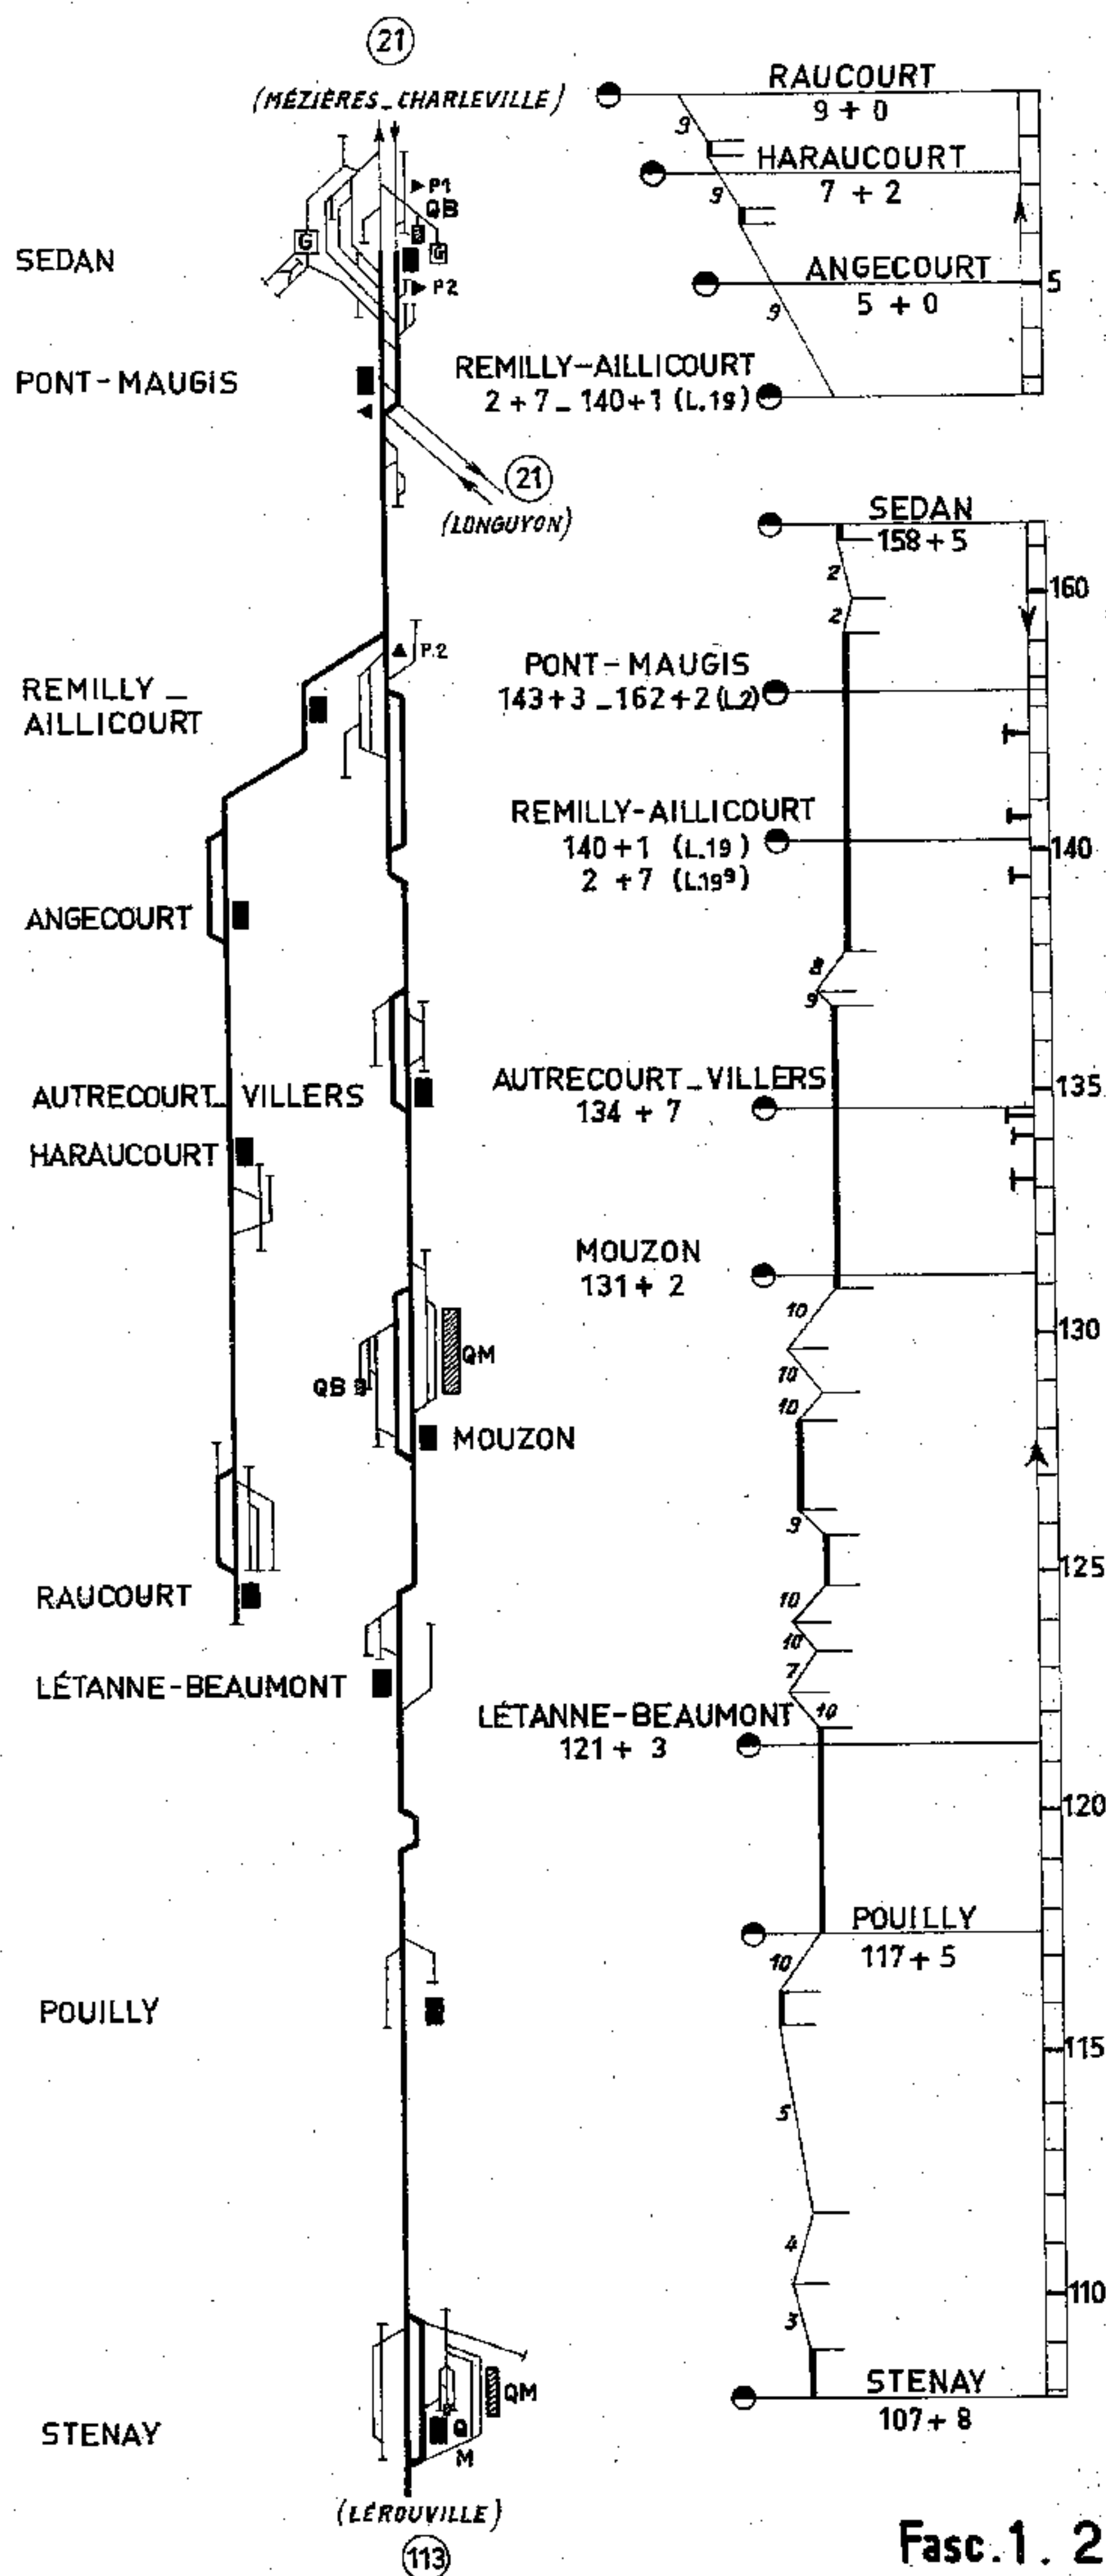 21
(MÉZIÈRES_CHARLEVILLE)
RAUCOURT
9 + 0
9
HARAUCOURT
7 + 2
9
P1
QB
G
G
SEDAN
P2
ANGECOURT
5 + 0
5
9
PONT-MAUGIS
REMILLY-AILLICOURT
2 + 7 _ 140 + 1 (L.19)
21
(LONGUYON)
SEDAN
158 + 5
2
160
2
P.2
REMILLY _
AILLICOURT
PONT-MAUGIS
143 + 3 _ 162 + 2 (L2)
REMILLY-AILLICOURT
140 + 1 (L.19)
2 + 7 (L.19⁹)
140
ANGECOURT
8
9
AUTRECOURT_VILLERS
AUTRECOURT_VILLERS
134 + 7
135
HARAUCOURT
MOUZON
131 + 2
10
130
QM
QB
10
10
MOUZON
9
125
RAUCOURT
10
10
LÉTANNE-BEAUMONT
7
10
LÉTANNE-BEAUMONT
121 + 3
120
POUILLY
117 + 5
10
POUILLY
115
5
4
110
3
QM
STENAY
107 + 8
STENAY
Q
M
(LÉROUVILLE)
113
Fasc.1. 2